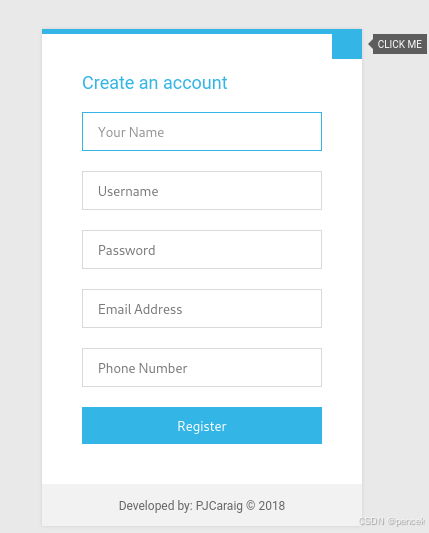 CLICK ME
Create an account
Your Name
Username
Password
Email Address
Phone Number
Register
Developed by: PJCaraig © 2018
CSDN @pencek